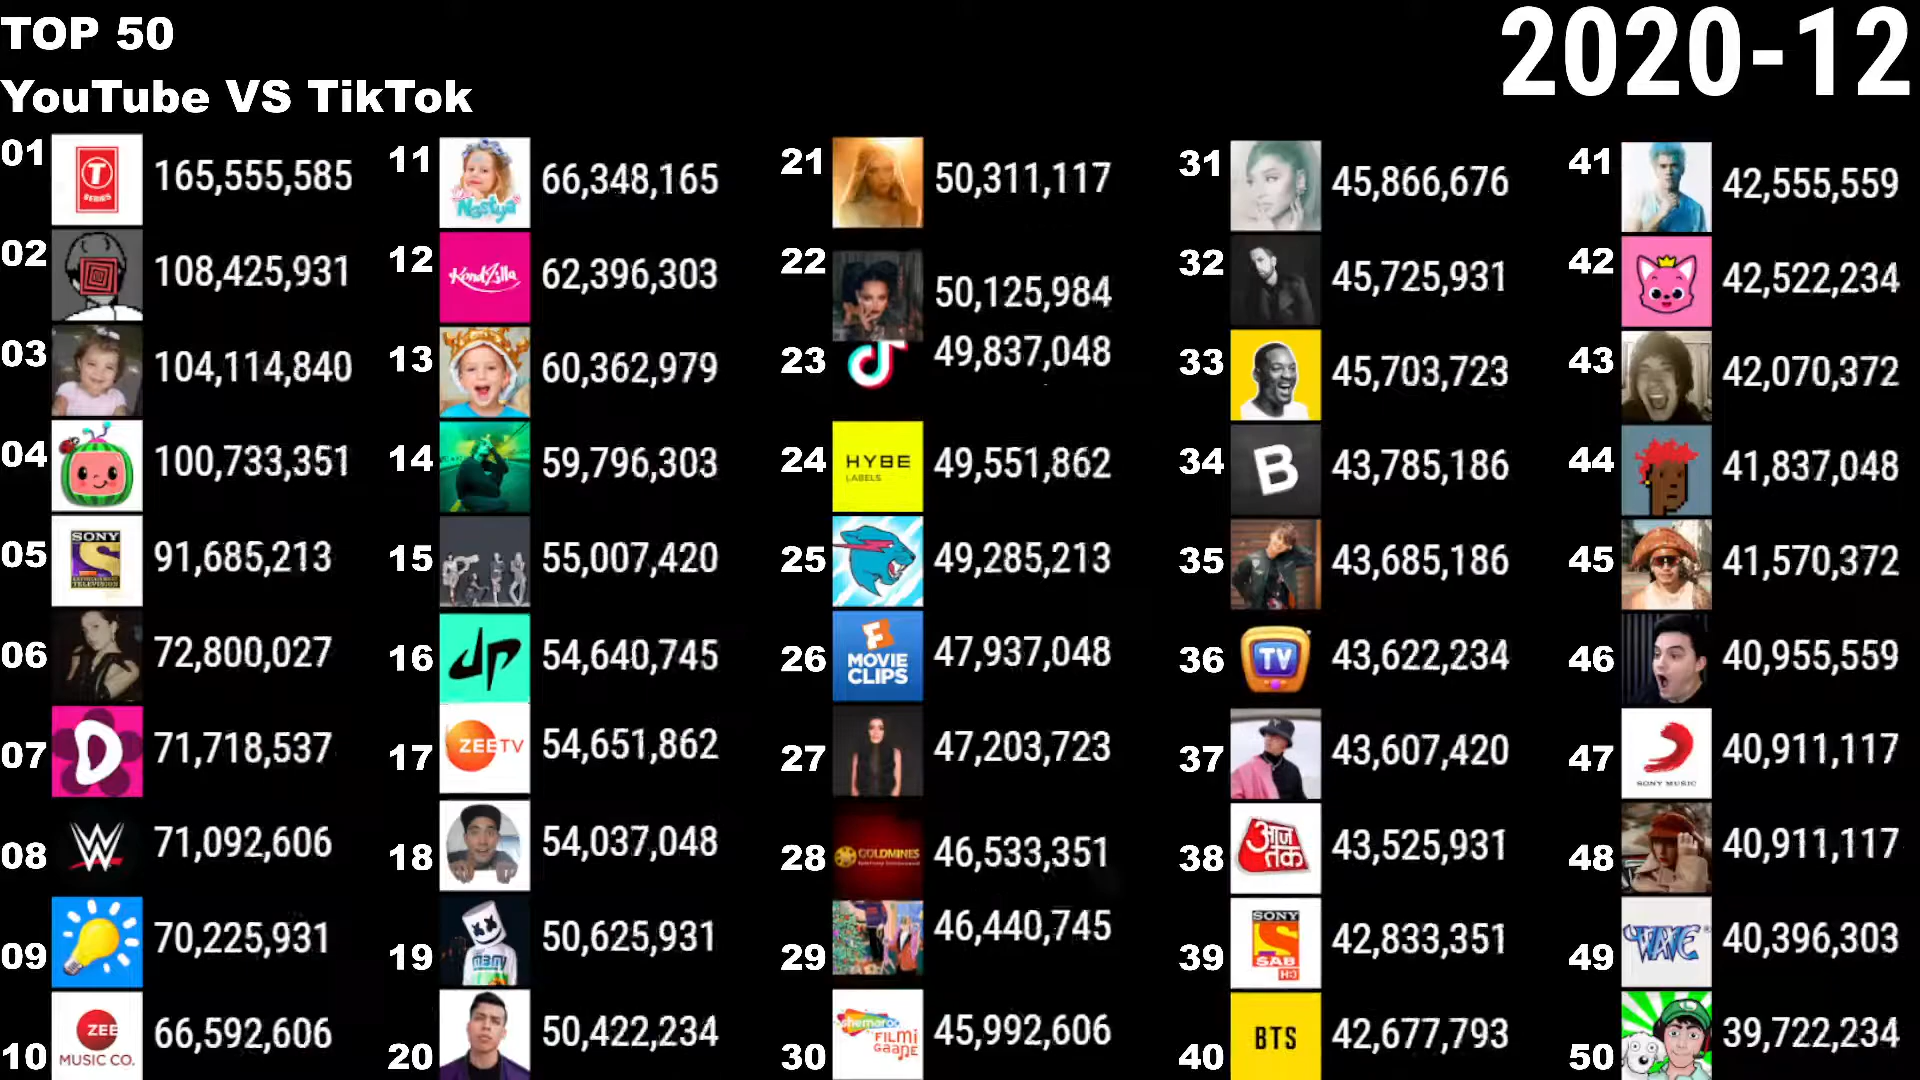 TOP 50
YouTube VS TikTok
2020-12
01 T SERIES 165,555,585
02 108,425,931
03 104,114,840
04 100,733,351
05 SONY S ENTERTAINMENT TELEVISION 91,685,213
06 72,800,027
07 D 71,718,537
08 W 71,092,606
09 70,225,931
10 ZEE MUSIC CO. 66,592,606
11 Nastya 66,348,165
12 KondZilla 62,396,303
13 60,362,979
14 59,796,303
15 55,007,420
16 dp 54,640,745
17 ZEETV 54,651,862
18 54,037,048
19 50,625,931
20 50,422,234
21 50,311,117
22 50,125,984
23 49,837,048
24 HYBE LABELS 49,551,862
25 49,285,213
26 F MOVIE CLIPS 47,937,048
27 47,203,723
28 GOLDMINES 46,533,351
29 46,440,745
30 shemaroo FILMI GAANE 45,992,606
31 45,866,676
32 45,725,931
33 45,703,723
34 B 43,785,186
35 43,685,186
36 TV 43,622,234
37 43,607,420
38 आज तक 43,525,931
39 SONY SAB HD 42,833,351
40 BTS 42,677,793
41 42,555,559
42 42,522,234
43 42,070,372
44 41,837,048
45 41,570,372
46 40,955,559
47 SONY MUSIC 40,911,117
48 40,911,117
49 WAVE 40,396,303
50 39,722,234